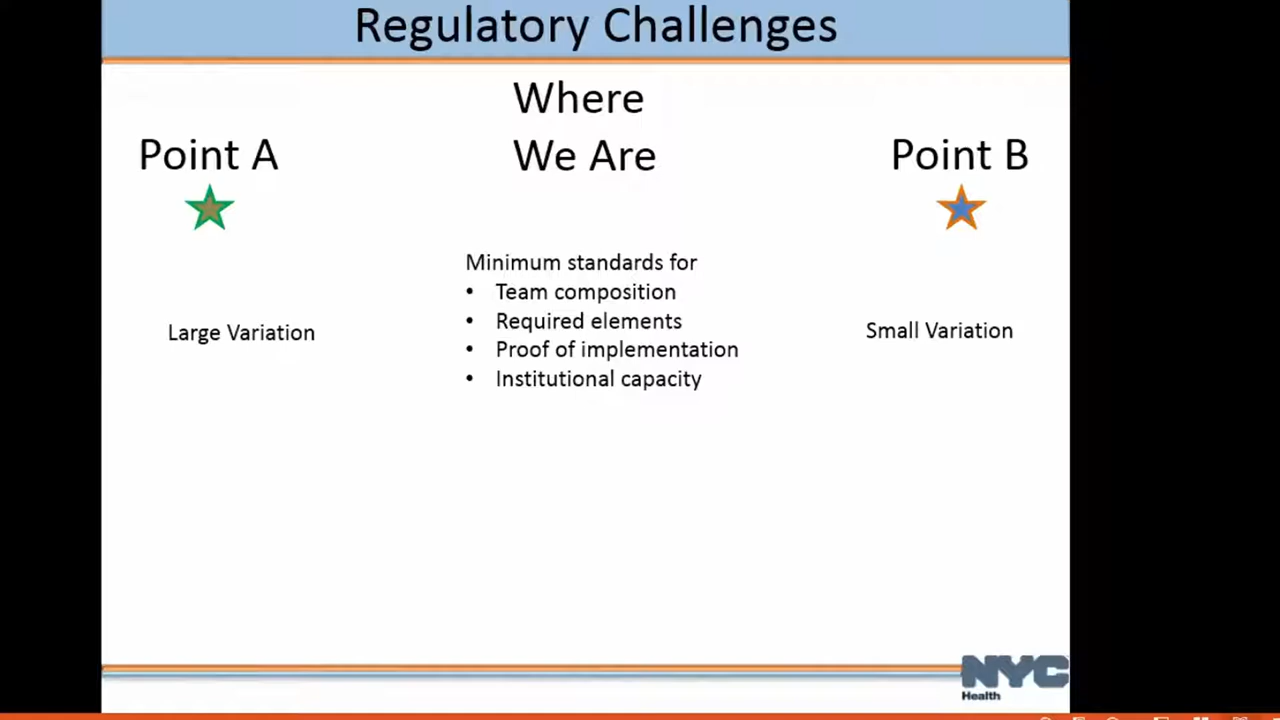 Regulatory Challenges
Where
We Are
Point A
Point B
Minimum standards for
• Team composition
• Required elements
• Proof of implementation
• Institutional capacity
Large Variation
Small Variation
NYC
Health